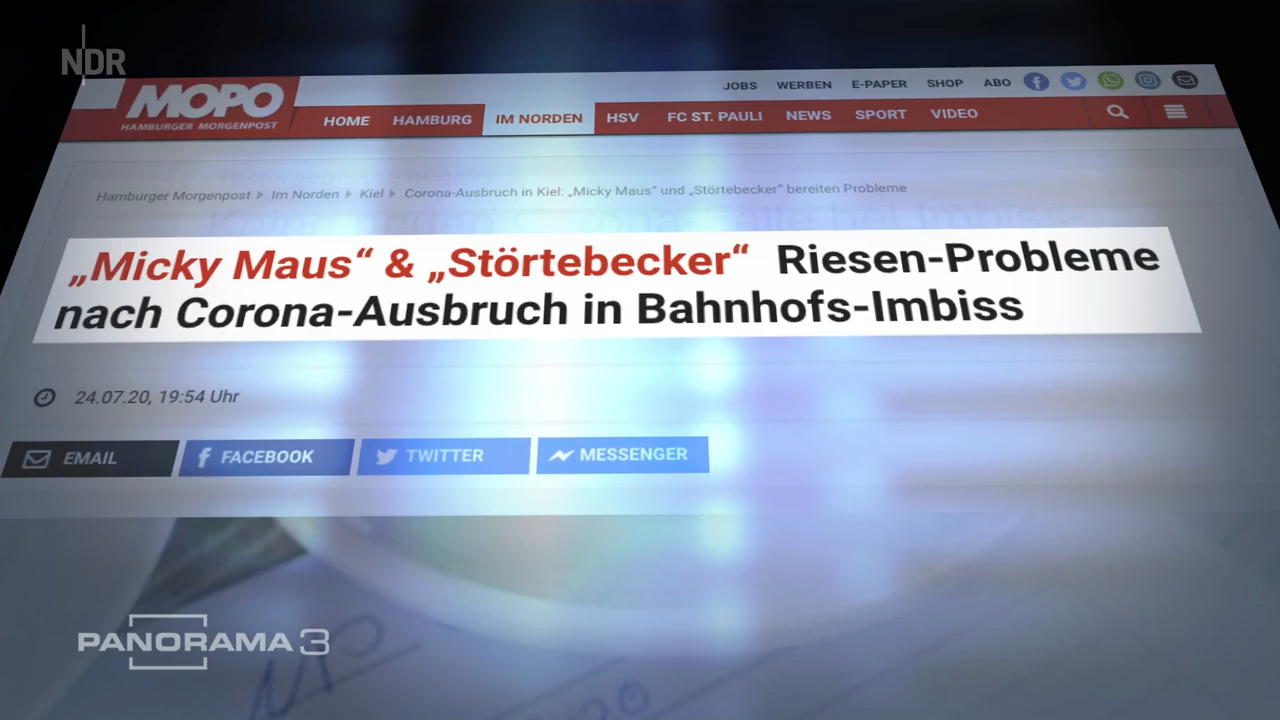 NDR
JOBS WERBEN E-PAPER SHOP ABO
MOPO
HAMBURGER MORGENPOST
HOME HAMBURG IM NORDEN HSV FC ST. PAULI NEWS SPORT VIDEO
Hamburger Morgenpost Im Norden Kiel Corona-Ausbruch in Kiel: „Micky Maus“ und „Störtebecker“ bereiten Probleme
„Micky Maus“ & „Störtebecker“ Riesen-Probleme
nach Corona-Ausbruch in Bahnhofs-Imbiss
24.07.20, 19:54 Uhr
EMAIL FACEBOOK TWITTER MESSENGER
PANORAMA 3